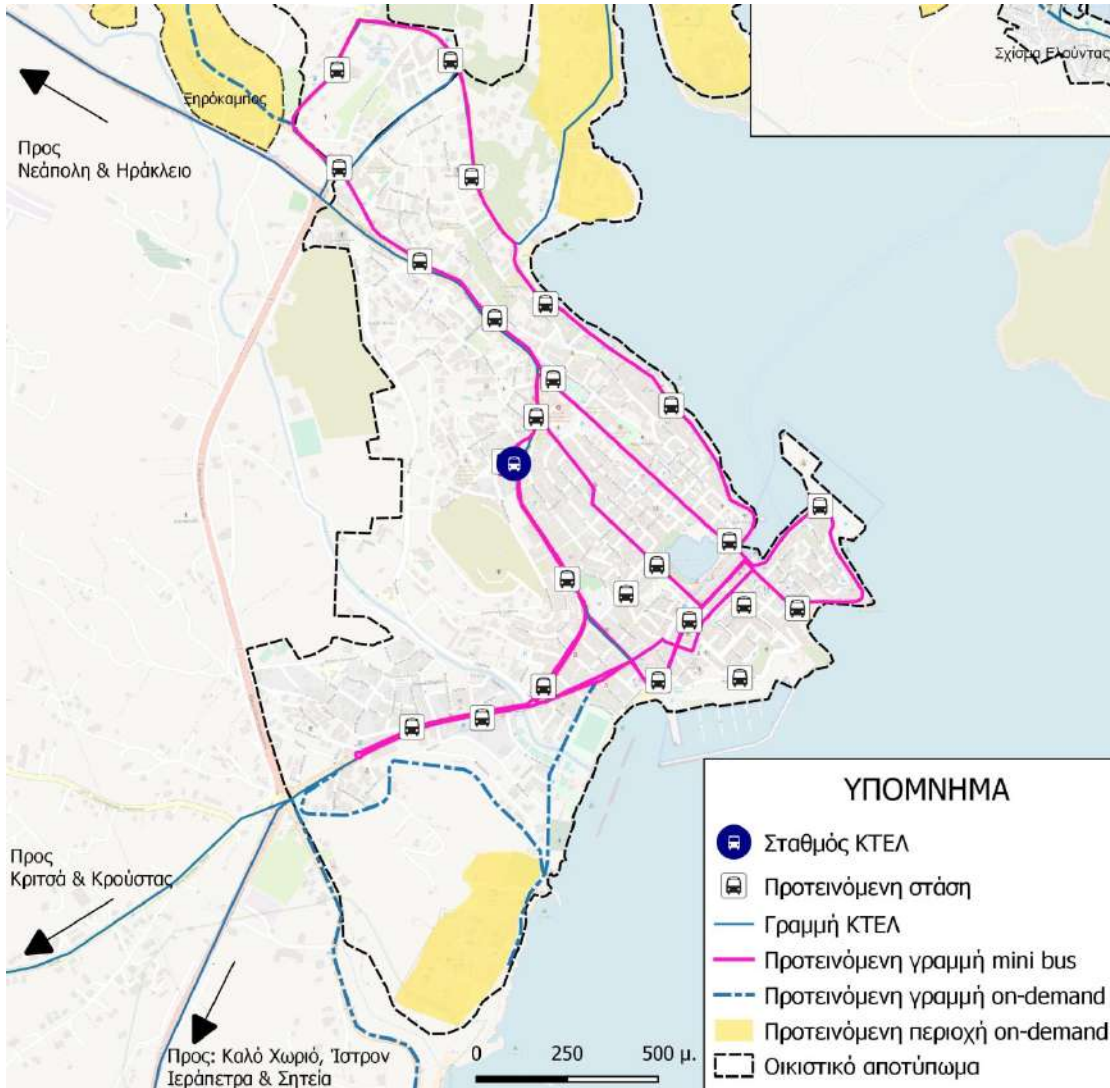 Σχίσμα Ελούντας
Ξηρόκαμπος
Προς
Νεάπολη & Ηράκλειο
Προς
Κριτσά & Κρούστας
Προς: Καλό Χωριό, Ίστρον
Ιεράπετρα & Σητεία
0 250 500 μ.
ΥΠΟΜΝΗΜΑ
Σταθμός ΚΤΕΛ
Προτεινόμενη στάση
Γραμμή ΚΤΕΛ
Προτεινόμενη γραμμή mini bus
Προτεινόμενη γραμμή on-demand
Προτεινόμενη περιοχή on-demand
Οικιστικό αποτύπωμα